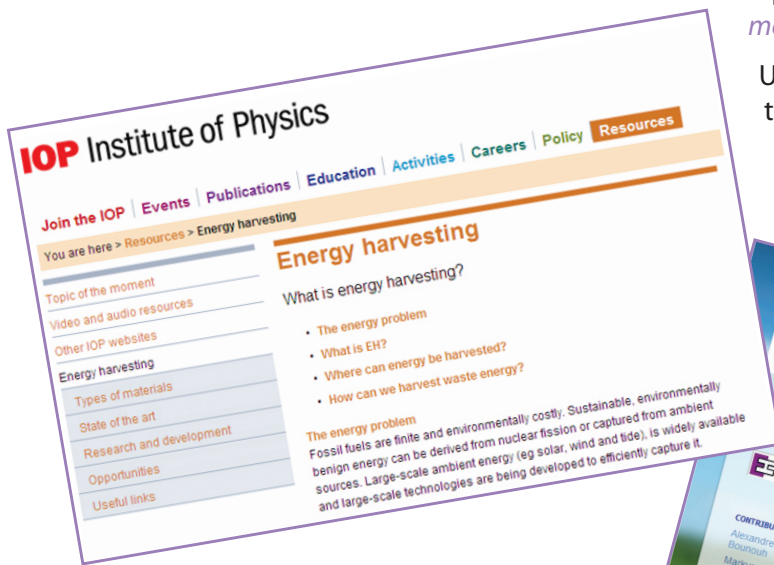 IOP Institute of Physics
Join the IOP | Events | Publications | Education | Activities | Careers | Policy | Resources
You are here > Resources > Energy harvesting
Topic of the moment
Video and audio resources
Other IOP websites
Energy harvesting
Types of materials
State of the art
Research and development
Opportunities
Useful links
Energy harvesting
What is energy harvesting?
• The energy problem
• What is EH?
• Where can energy be harvested?
• How can we harvest waste energy?
The energy problem
Fossil fuels are finite and environmentally costly. Sustainable, environmentally
benign energy can be derived from nuclear fission or captured from ambient
sources. Large-scale ambient energy (eg solar, wind and tide), is widely available
and large-scale technologies are being developed to efficiently capture it.
Alexandre
Bounouh